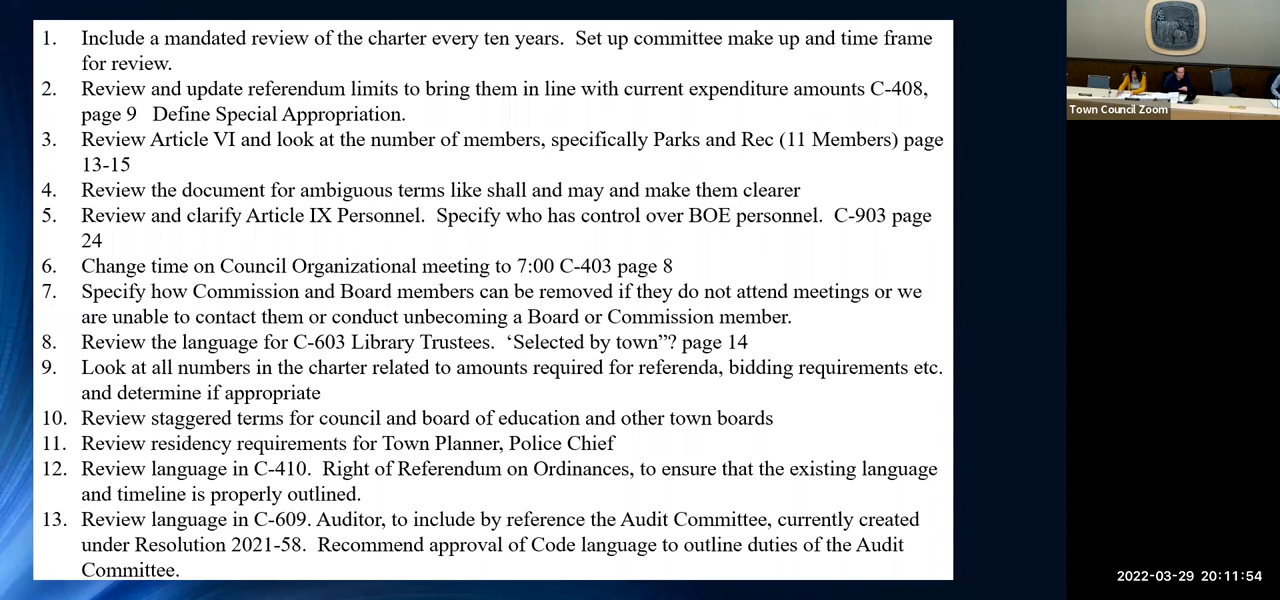 1. Include a mandated review of the charter every ten years. Set up committee make up and time frame
for review.
2. Review and update referendum limits to bring them in line with current expenditure amounts C-408,
page 9 Define Special Appropriation.
3. Review Article VI and look at the number of members, specifically Parks and Rec (11 Members) page
13-15
4. Review the document for ambiguous terms like shall and may and make them clearer
5. Review and clarify Article IX Personnel. Specify who has control over BOE personnel. C-903 page
24
6. Change time on Council Organizational meeting to 7:00 C-403 page 8
7. Specify how Commission and Board members can be removed if they do not attend meetings or we
are unable to contact them or conduct unbecoming a Board or Commission member.
8. Review the language for C-603 Library Trustees. ‘Selected by town”? page 14
9. Look at all numbers in the charter related to amounts required for referenda, bidding requirements etc.
and determine if appropriate
10. Review staggered terms for council and board of education and other town boards
11. Review residency requirements for Town Planner, Police Chief
12. Review language in C-410. Right of Referendum on Ordinances, to ensure that the existing language
and timeline is properly outlined.
13. Review language in C-609. Auditor, to include by reference the Audit Committee, currently created
under Resolution 2021-58. Recommend approval of Code language to outline duties of the Audit
Committee.
Town Council Zoom
2022-03-29 20:11:54